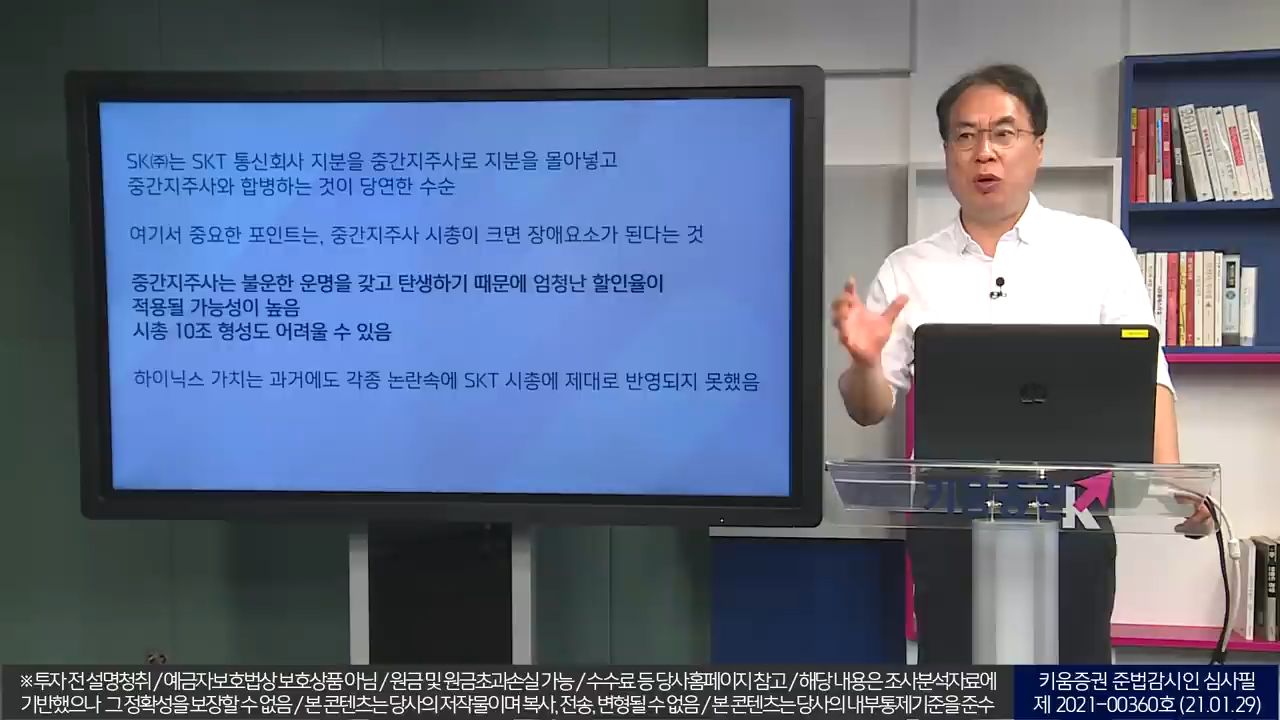 SK㈜는 SKT 통신회사 지분을 중간지주사로 지분을 몰아넣고
중간지주사와 합병하는 것이 당연한 수순
여기서 중요한 포인트는, 중간지주사 시총이 크면 장애요소가 된다는 것
중간지주사는 불운한 운명을 갖고 탄생하기 때문에 엄청난 할인율이
적용될 가능성이 높음
시총 10조 형성도 어려울 수 있음
하이닉스 가치는 과거에도 각종 논란속에 SKT 시총에 제대로 반영되지 못했음
키움증권
K
※ 투자 전 설명청취 / 예금자보호법상 보호상품 아님 / 원금 및 원금초과손실 가능 / 수수료 등 당사홈페이지 참고 / 해당 내용은 조사분석자료에
기반했으나 그 정확성을 보장할 수 없음 / 본 콘텐츠는 당사의 저작물이며 복사, 전송, 변형될 수 없음 / 본 콘텐츠는 당사의 내부통제기준을 준수
키움증권 준법감시인 심사필
제 2021-00360호 (21.01.29)